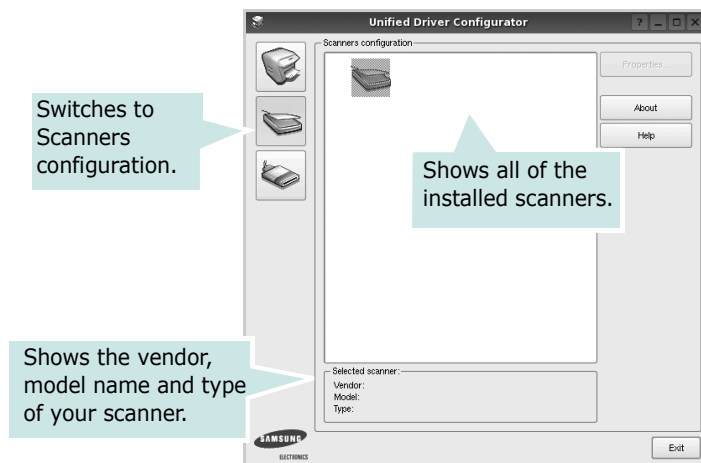 Unified Driver Configurator
Scanners configuration
Properties...
About
Help
Switches to
Scanners
configuration.
Shows all of the
installed scanners.
Shows the vendor,
model name and type
of your scanner.
Selected scanner:
Vendor:
Model:
Type:
SAMSUNG
ELECTRONICS
Exit